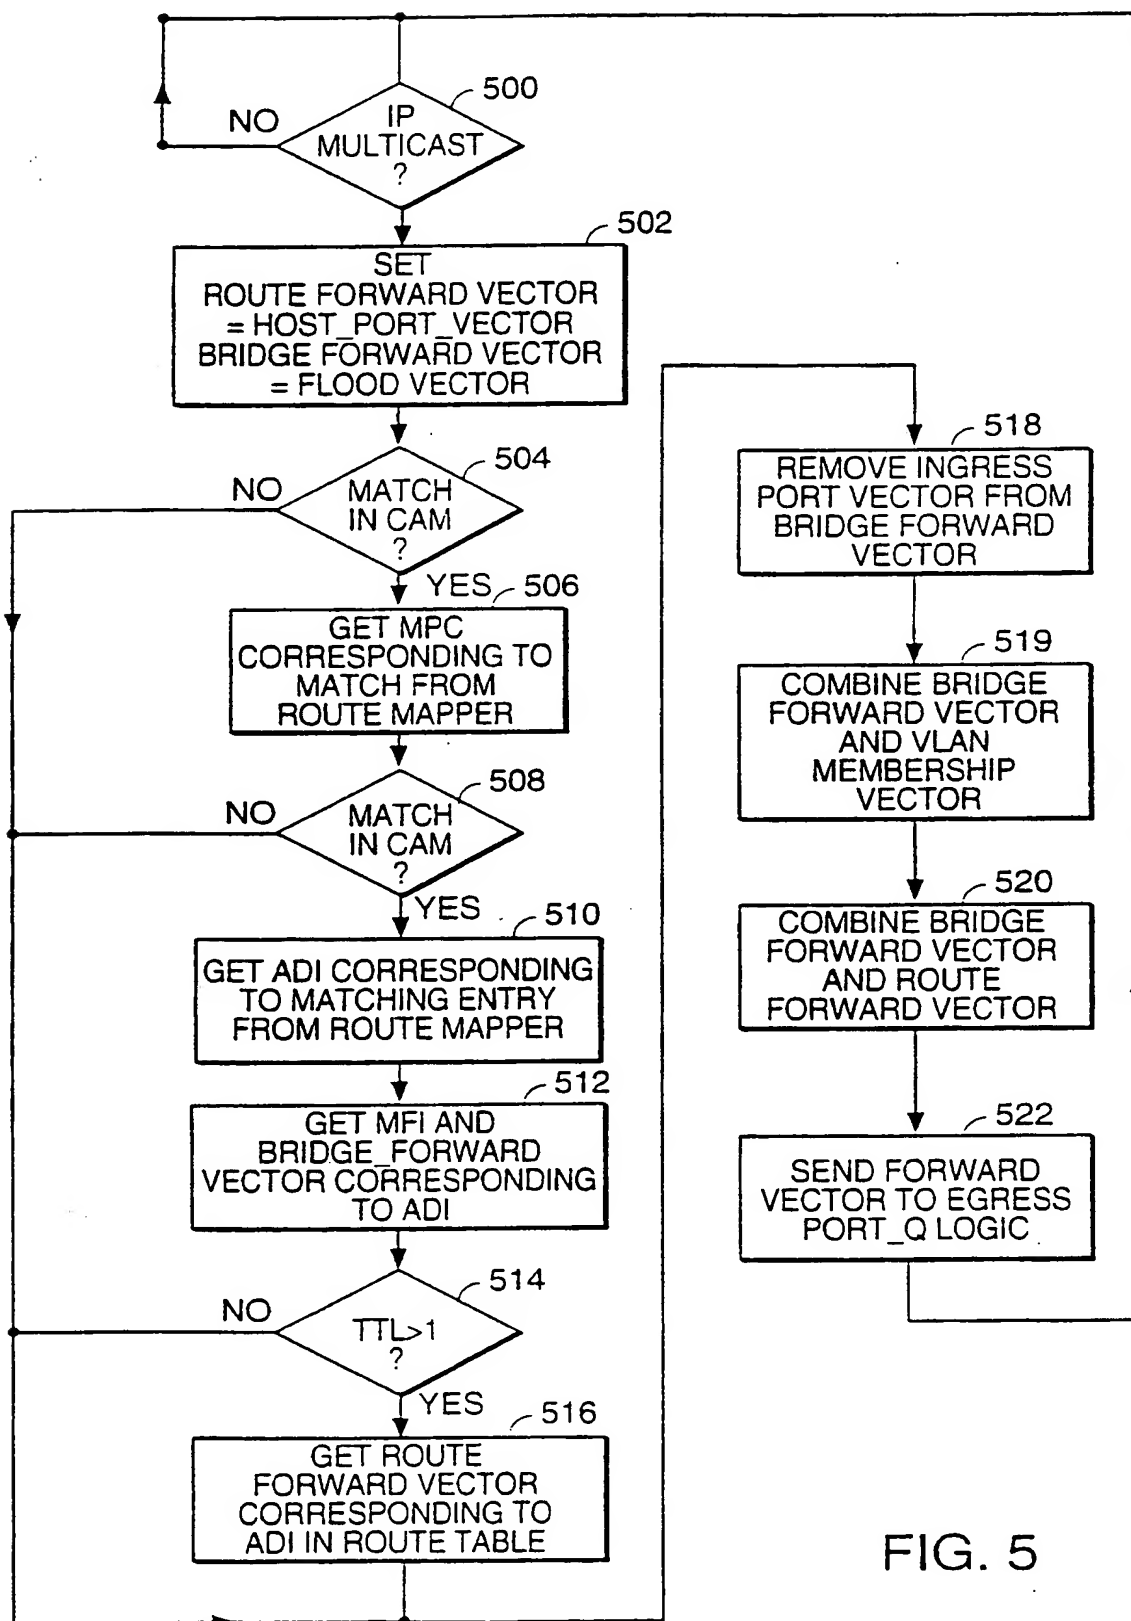 500
IP
MULTICAST
?
NO
502
SET
ROUTE FORWARD VECTOR
= HOST_PORT_VECTOR
BRIDGE FORWARD VECTOR
= FLOOD VECTOR
504
NO
MATCH
IN CAM
?
YES
506
GET MPC
CORRESPONDING TO
MATCH FROM
ROUTE MAPPER
508
NO
MATCH
IN CAM
?
YES
510
GET ADI CORRESPONDING
TO MATCHING ENTRY
FROM ROUTE MAPPER
512
GET MFI AND
BRIDGE_FORWARD
VECTOR CORRESPONDING
TO ADI
514
NO
TTL>1
?
YES
516
GET ROUTE
FORWARD VECTOR
CORRESPONDING TO
ADI IN ROUTE TABLE
518
REMOVE INGRESS
PORT VECTOR FROM
BRIDGE FORWARD
VECTOR
519
COMBINE BRIDGE
FORWARD VECTOR
AND VLAN
MEMBERSHIP
VECTOR
520
COMBINE BRIDGE
FORWARD VECTOR
AND ROUTE
FORWARD VECTOR
522
SEND FORWARD
VECTOR TO EGRESS
PORT_Q LOGIC
FIG. 5